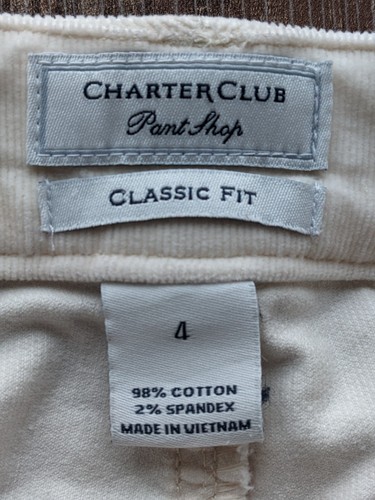 CHARTER CLUB
Pant Shop
CLASSIC FIT
4
98% COTTON
2% SPANDEX
MADE IN VIETNAM